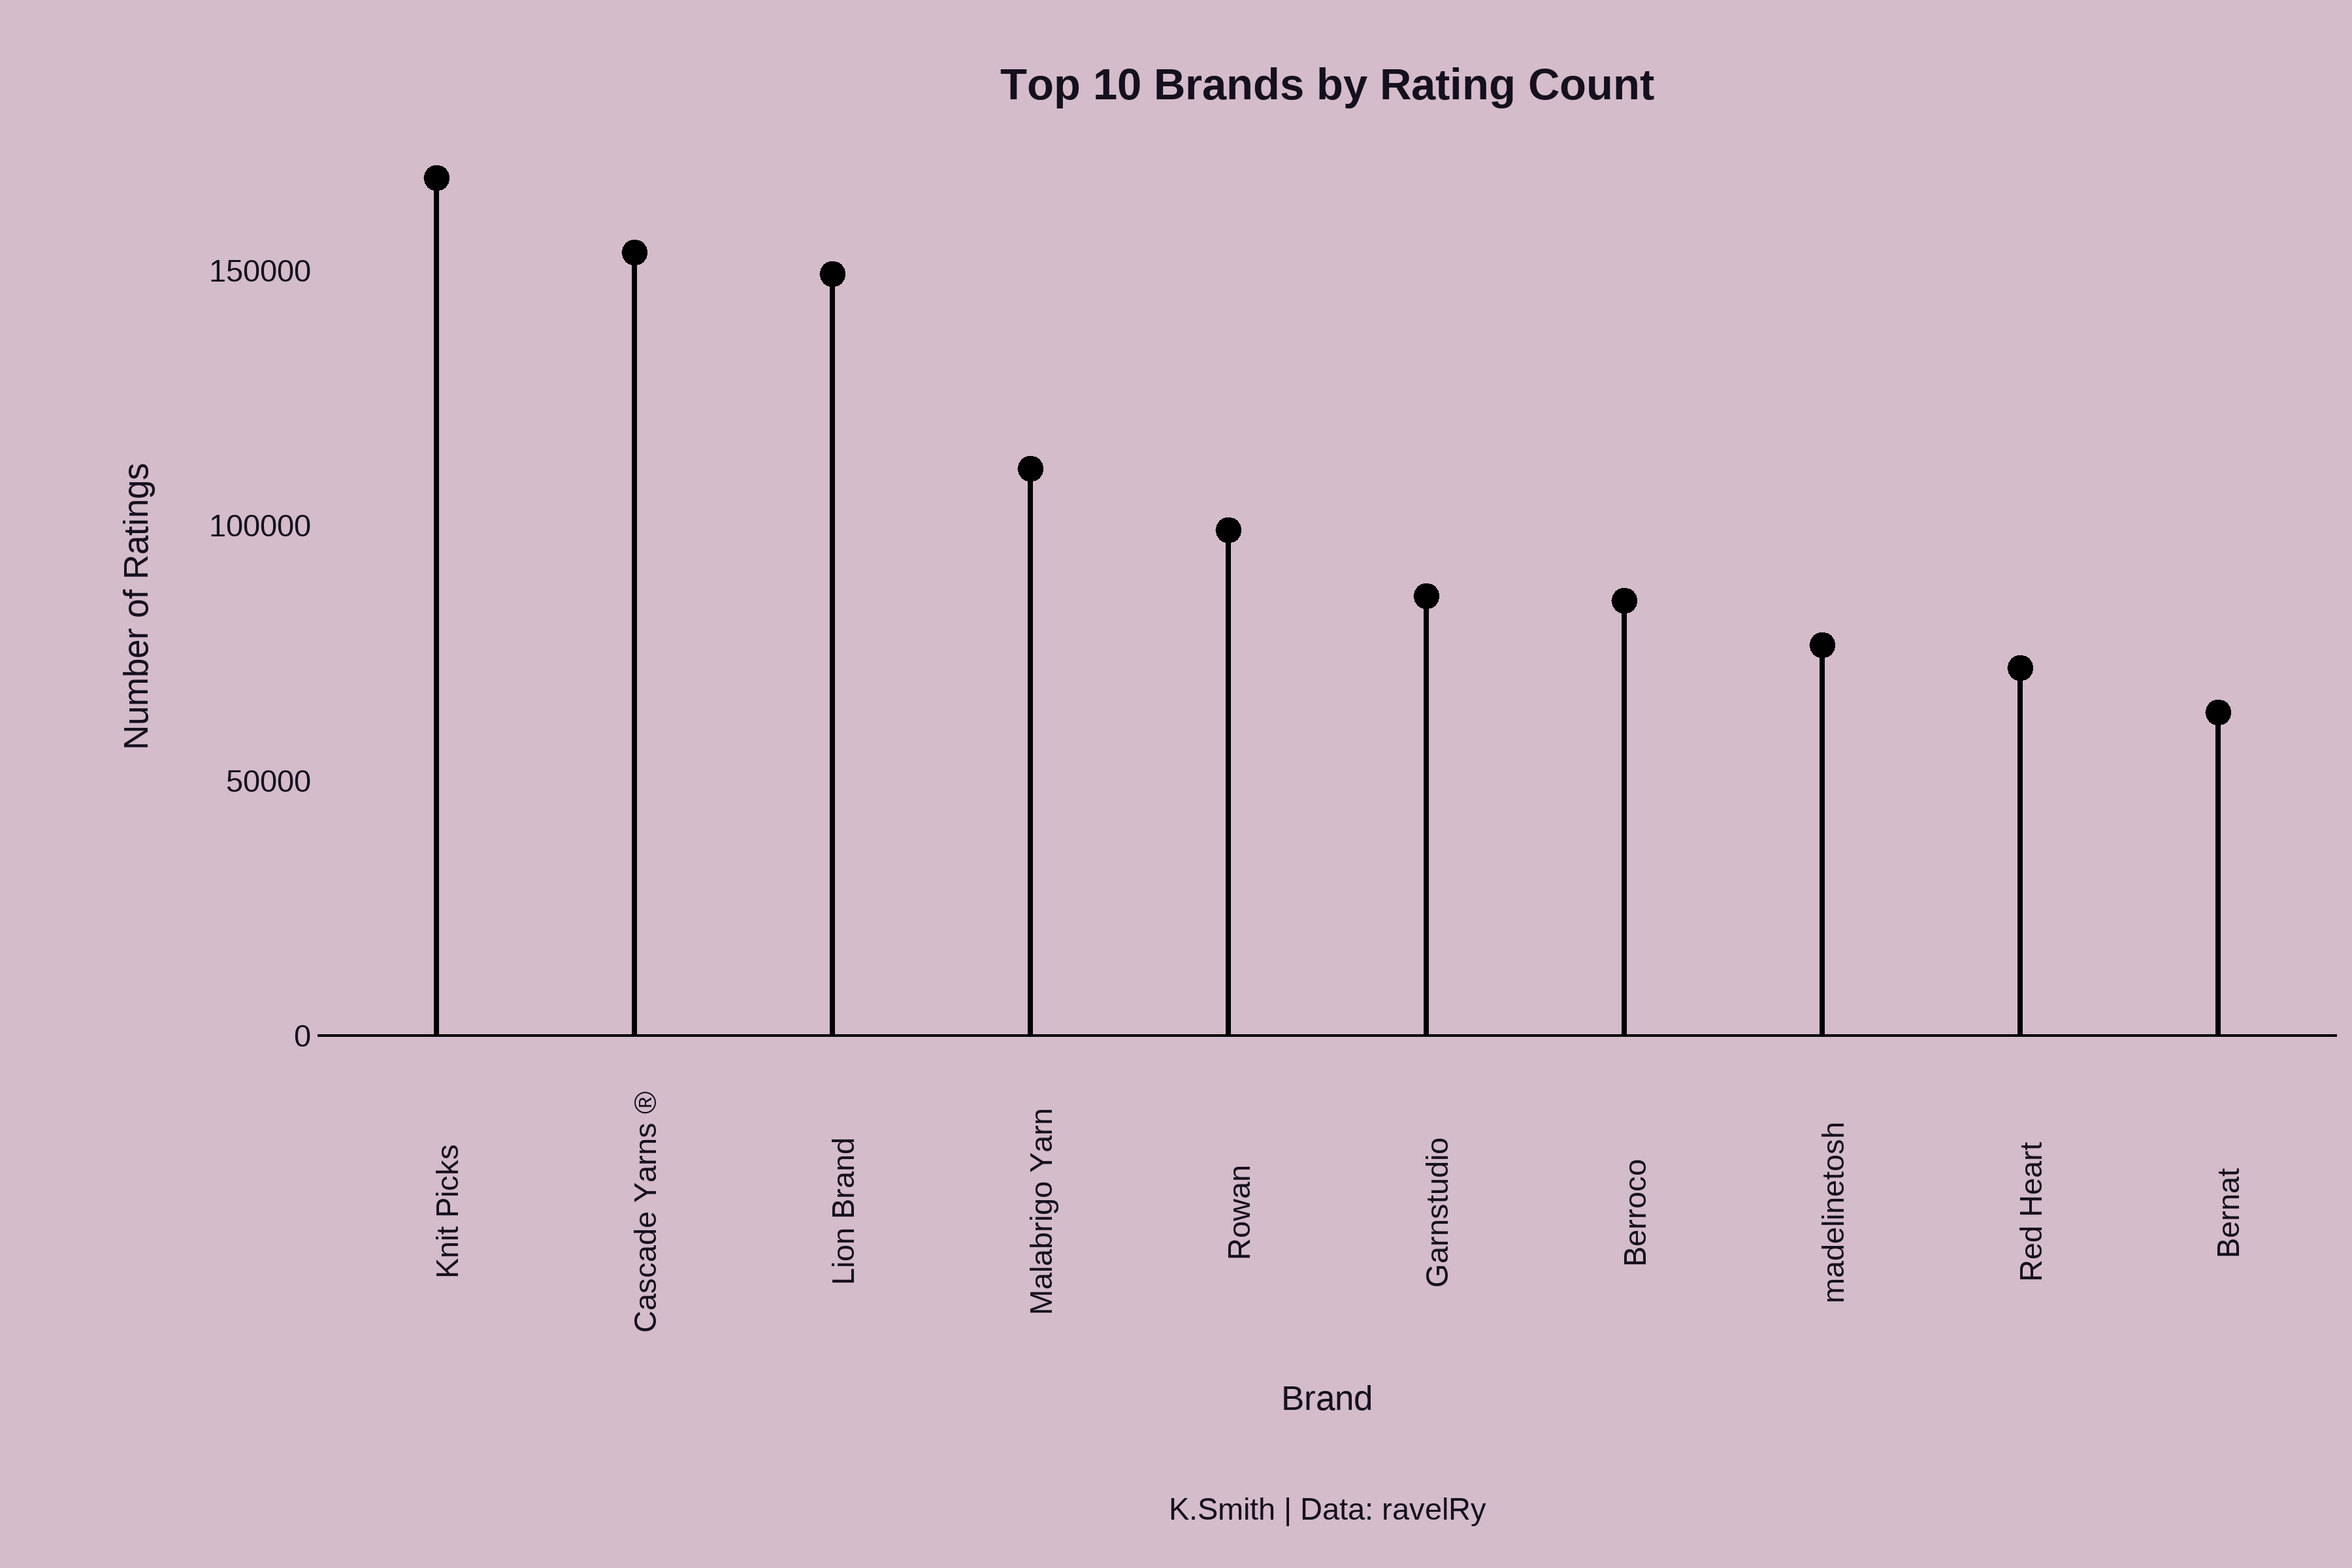 Top 10 Brands by Rating Count
Number of Ratings
150000
100000
50000
0
Knit Picks
Cascade Yarns ®
Lion Brand
Malabrigo Yarn
Rowan
Garnstudio
Berroco
madelinetosh
Red Heart
Bernat
Brand
K.Smith | Data: ravelRy